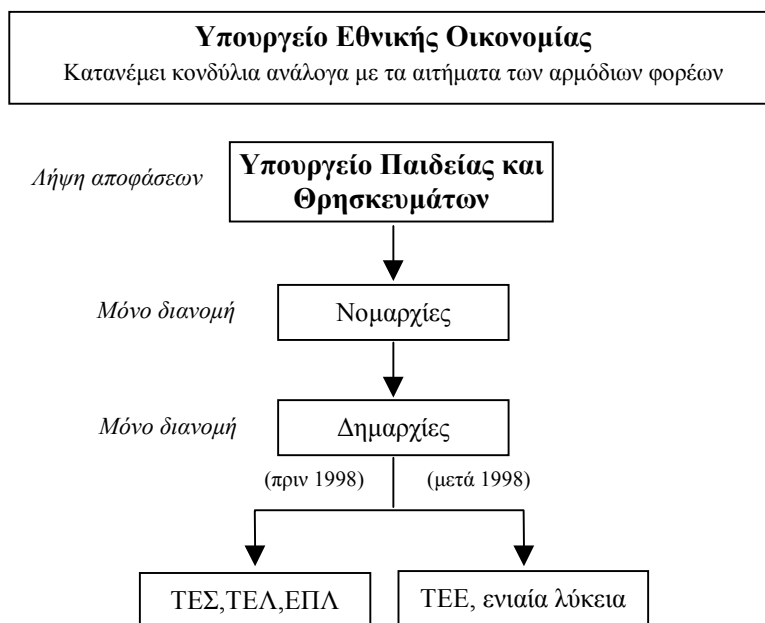 Υπουργείο Εθνικής Οικονομίας
Κατανέμει κονδύλια ανάλογα με τα αιτήματα των αρμόδιων φορέων
Λήψη αποφάσεων
Υπουργείο Παιδείας και
Θρησκευμάτων
Μόνο διανομή
Νομαρχίες
Μόνο διανομή
Δημαρχίες
(πριν 1998)
(μετά 1998)
ΤΕΣ,ΤΕΛ,ΕΠΛ
ΤΕΕ, ενιαία λύκεια